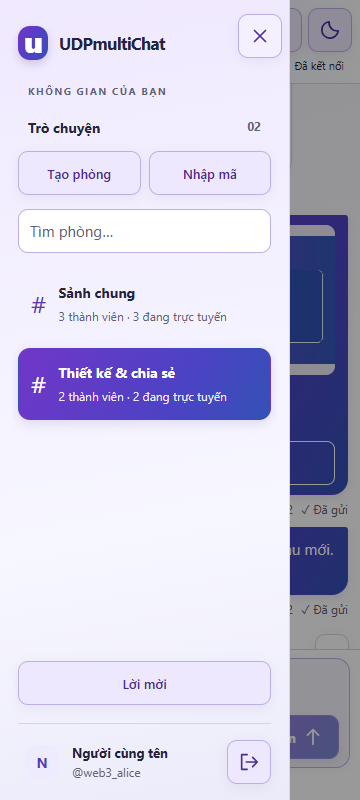 u UDPmultiChat
Đã kết nối
KHÔNG GIAN CỦA BẠN
Trò chuyện 02
Tạo phòng Nhập mã
Tìm phòng...
# Sảnh chung
3 thành viên · 3 đang trực tuyến
# Thiết kế & chia sẻ
2 thành viên · 2 đang trực tuyến
✓ Đã gửi
mới.
✓ Đã gửi
Lời mời
N Người cùng tên
@web3_alice